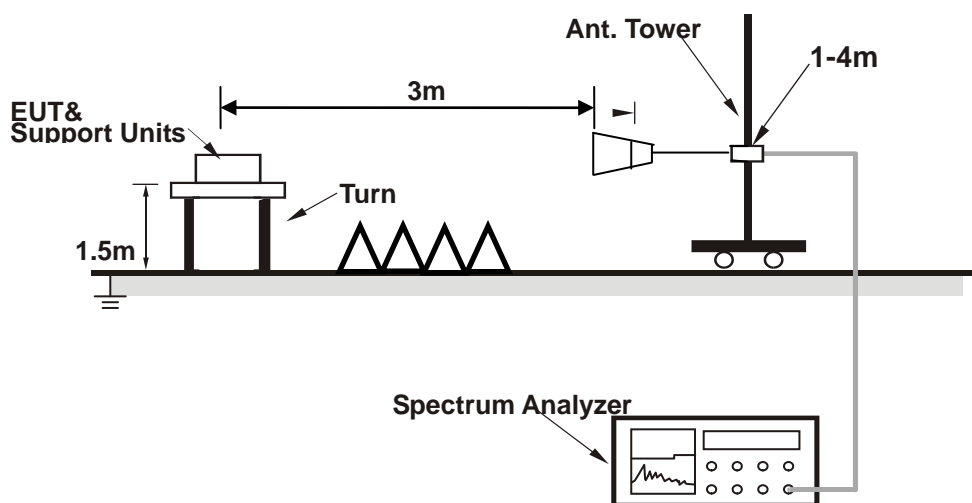 Ant. Tower
1-4m
3m
EUT&
Support Units
Turn
1.5m
Spectrum Analyzer